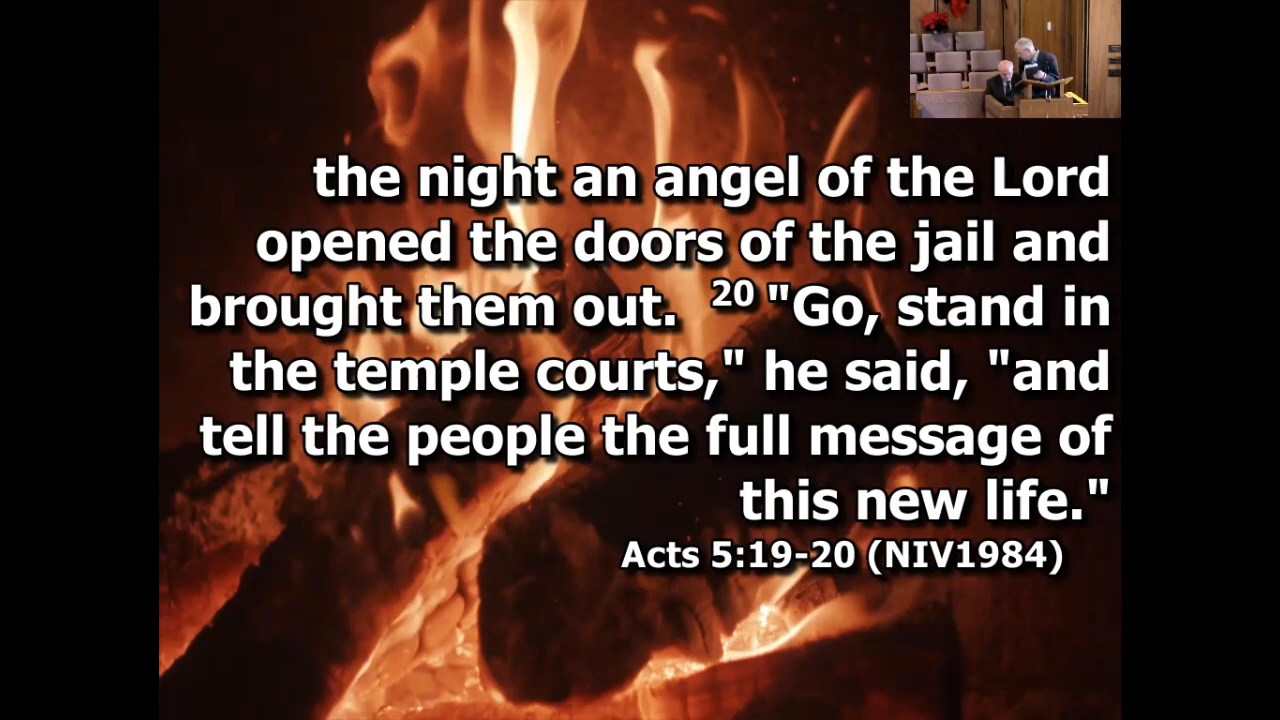 the night an angel of the Lord
opened the doors of the jail and
brought them out. 20 "Go, stand in
the temple courts," he said, "and
tell the people the full message of
this new life."
Acts 5:19-20 (NIV1984)